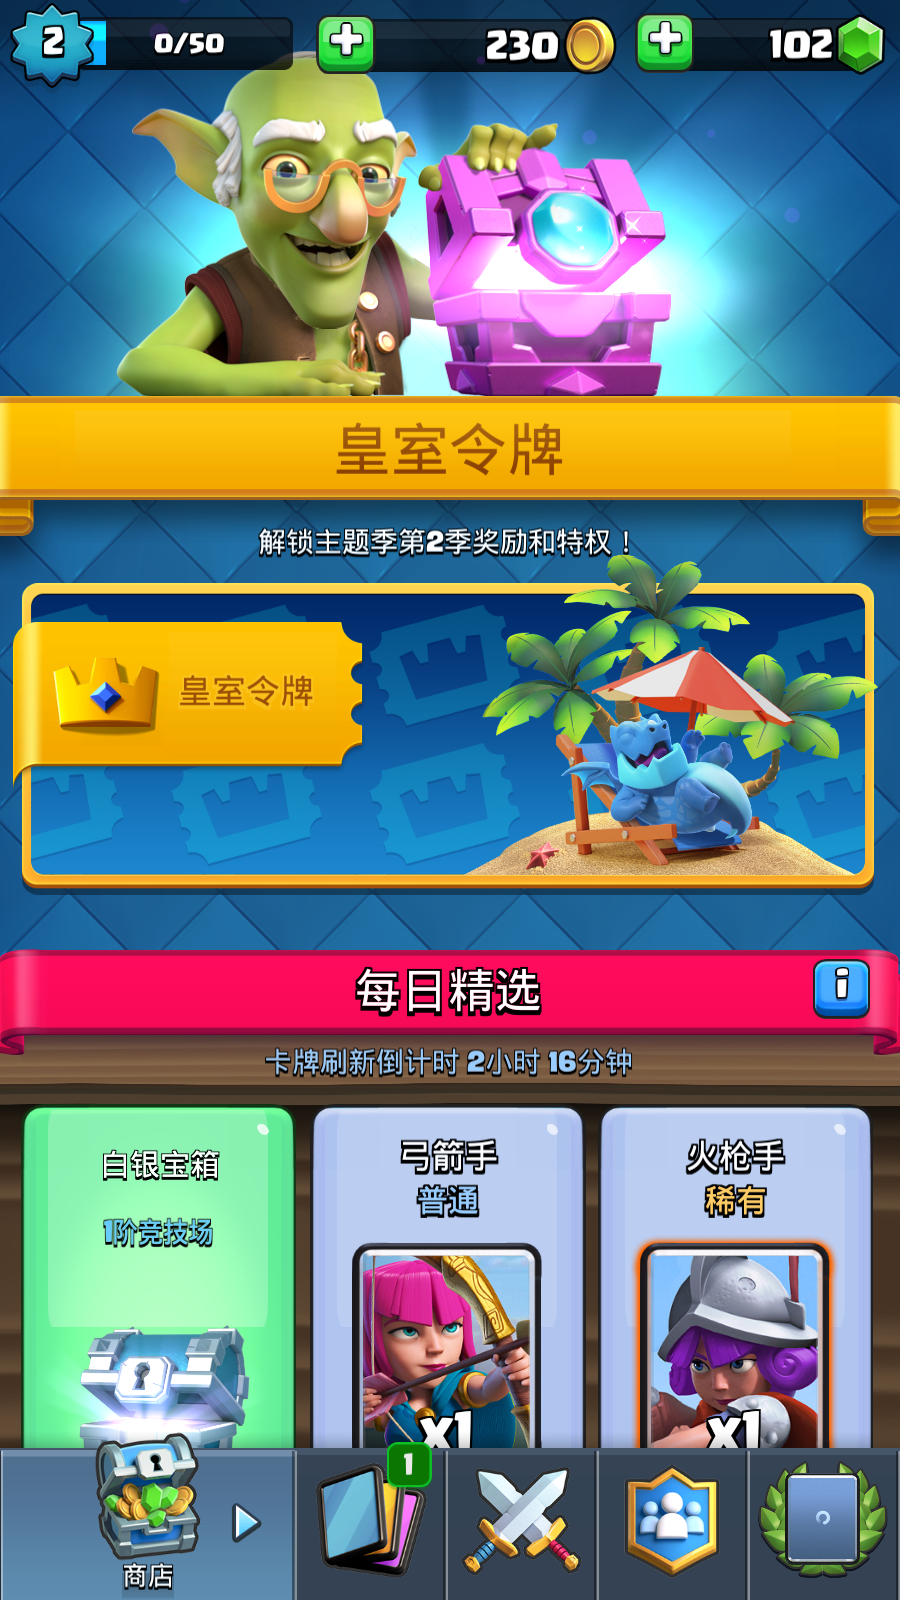 2
0/50
230
102
皇室令牌
解锁主题季第2季奖励和特权！
皇室令牌
每日精选
i
卡牌刷新倒计时 2小时 16分钟
白银宝箱
1阶竞技场
弓箭手
普通
x1
火枪手
稀有
x1
1
商店